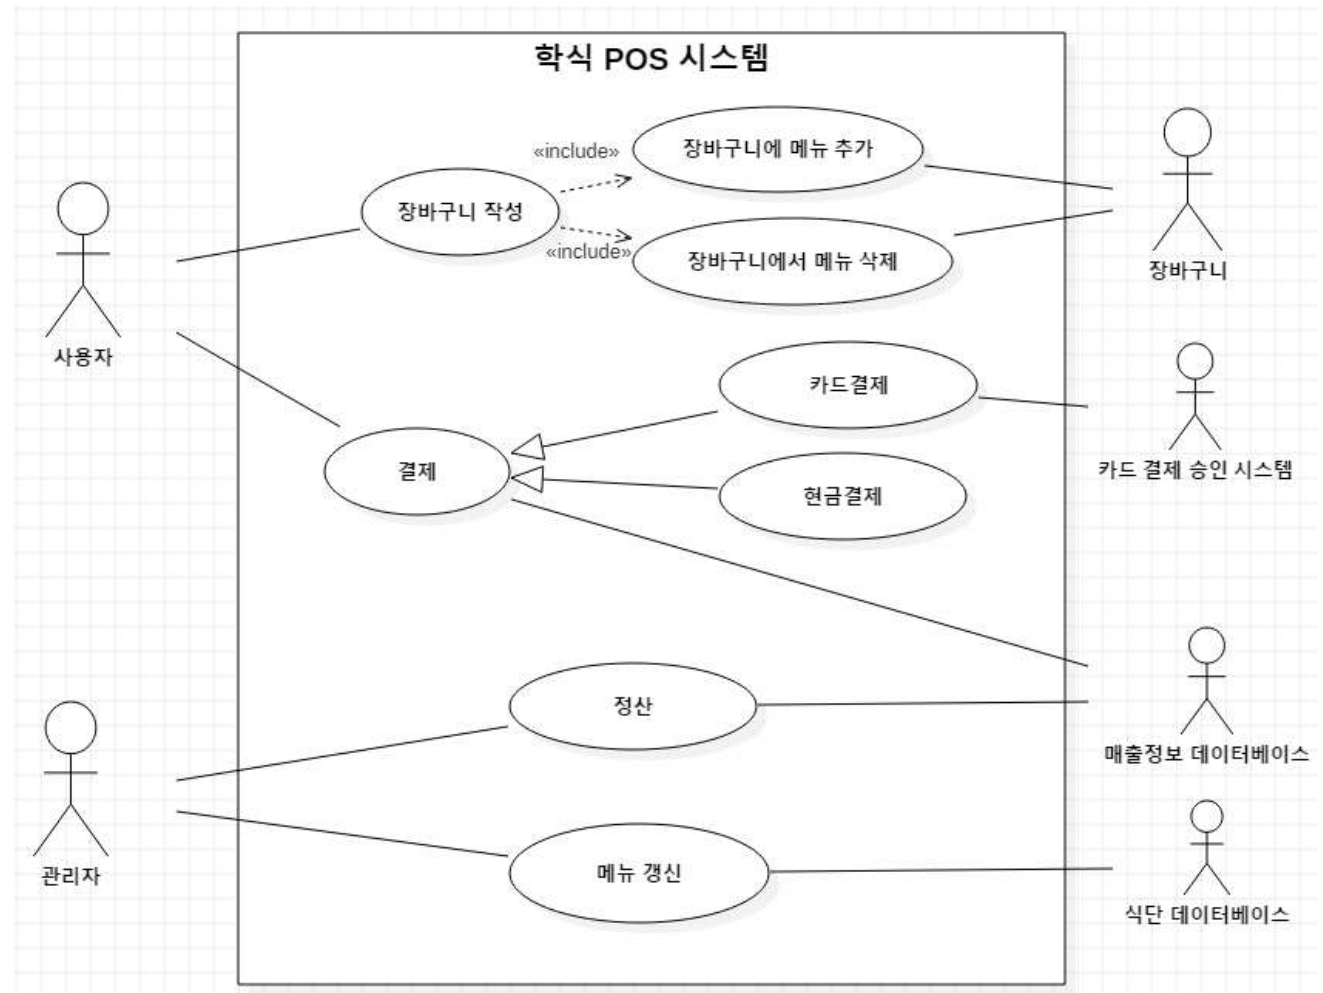 학식 POS 시스템
«include»
장바구니에 메뉴 추가
장바구니 작성
«include»
장바구니에서 메뉴 삭제
장바구니
사용자
카드결제
카드 결제 승인 시스템
결제
현금결제
정산
매출정보 데이터베이스
관리자
메뉴 갱신
식단 데이터베이스